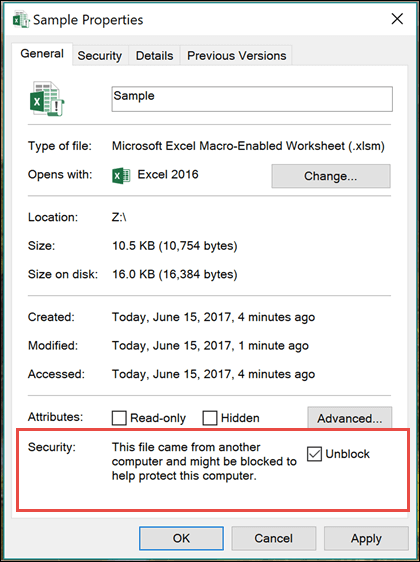 Sample Properties
General Security Details Previous Versions
Sample
Type of file: Microsoft Excel Macro-Enabled Worksheet (.xlsm)
Opens with: Excel 2016 Change...
Location: Z:\
Size: 10.5 KB (10,754 bytes)
Size on disk: 16.0 KB (16,384 bytes)
Created: Today, June 15, 2017, 4 minutes ago
Modified: Today, June 15, 2017, 1 minute ago
Accessed: Today, June 15, 2017, 4 minutes ago
Attributes: Read-only Hidden Advanced...
Security: This file came from another
computer and might be blocked to Unblock
help protect this computer.
OK Cancel Apply